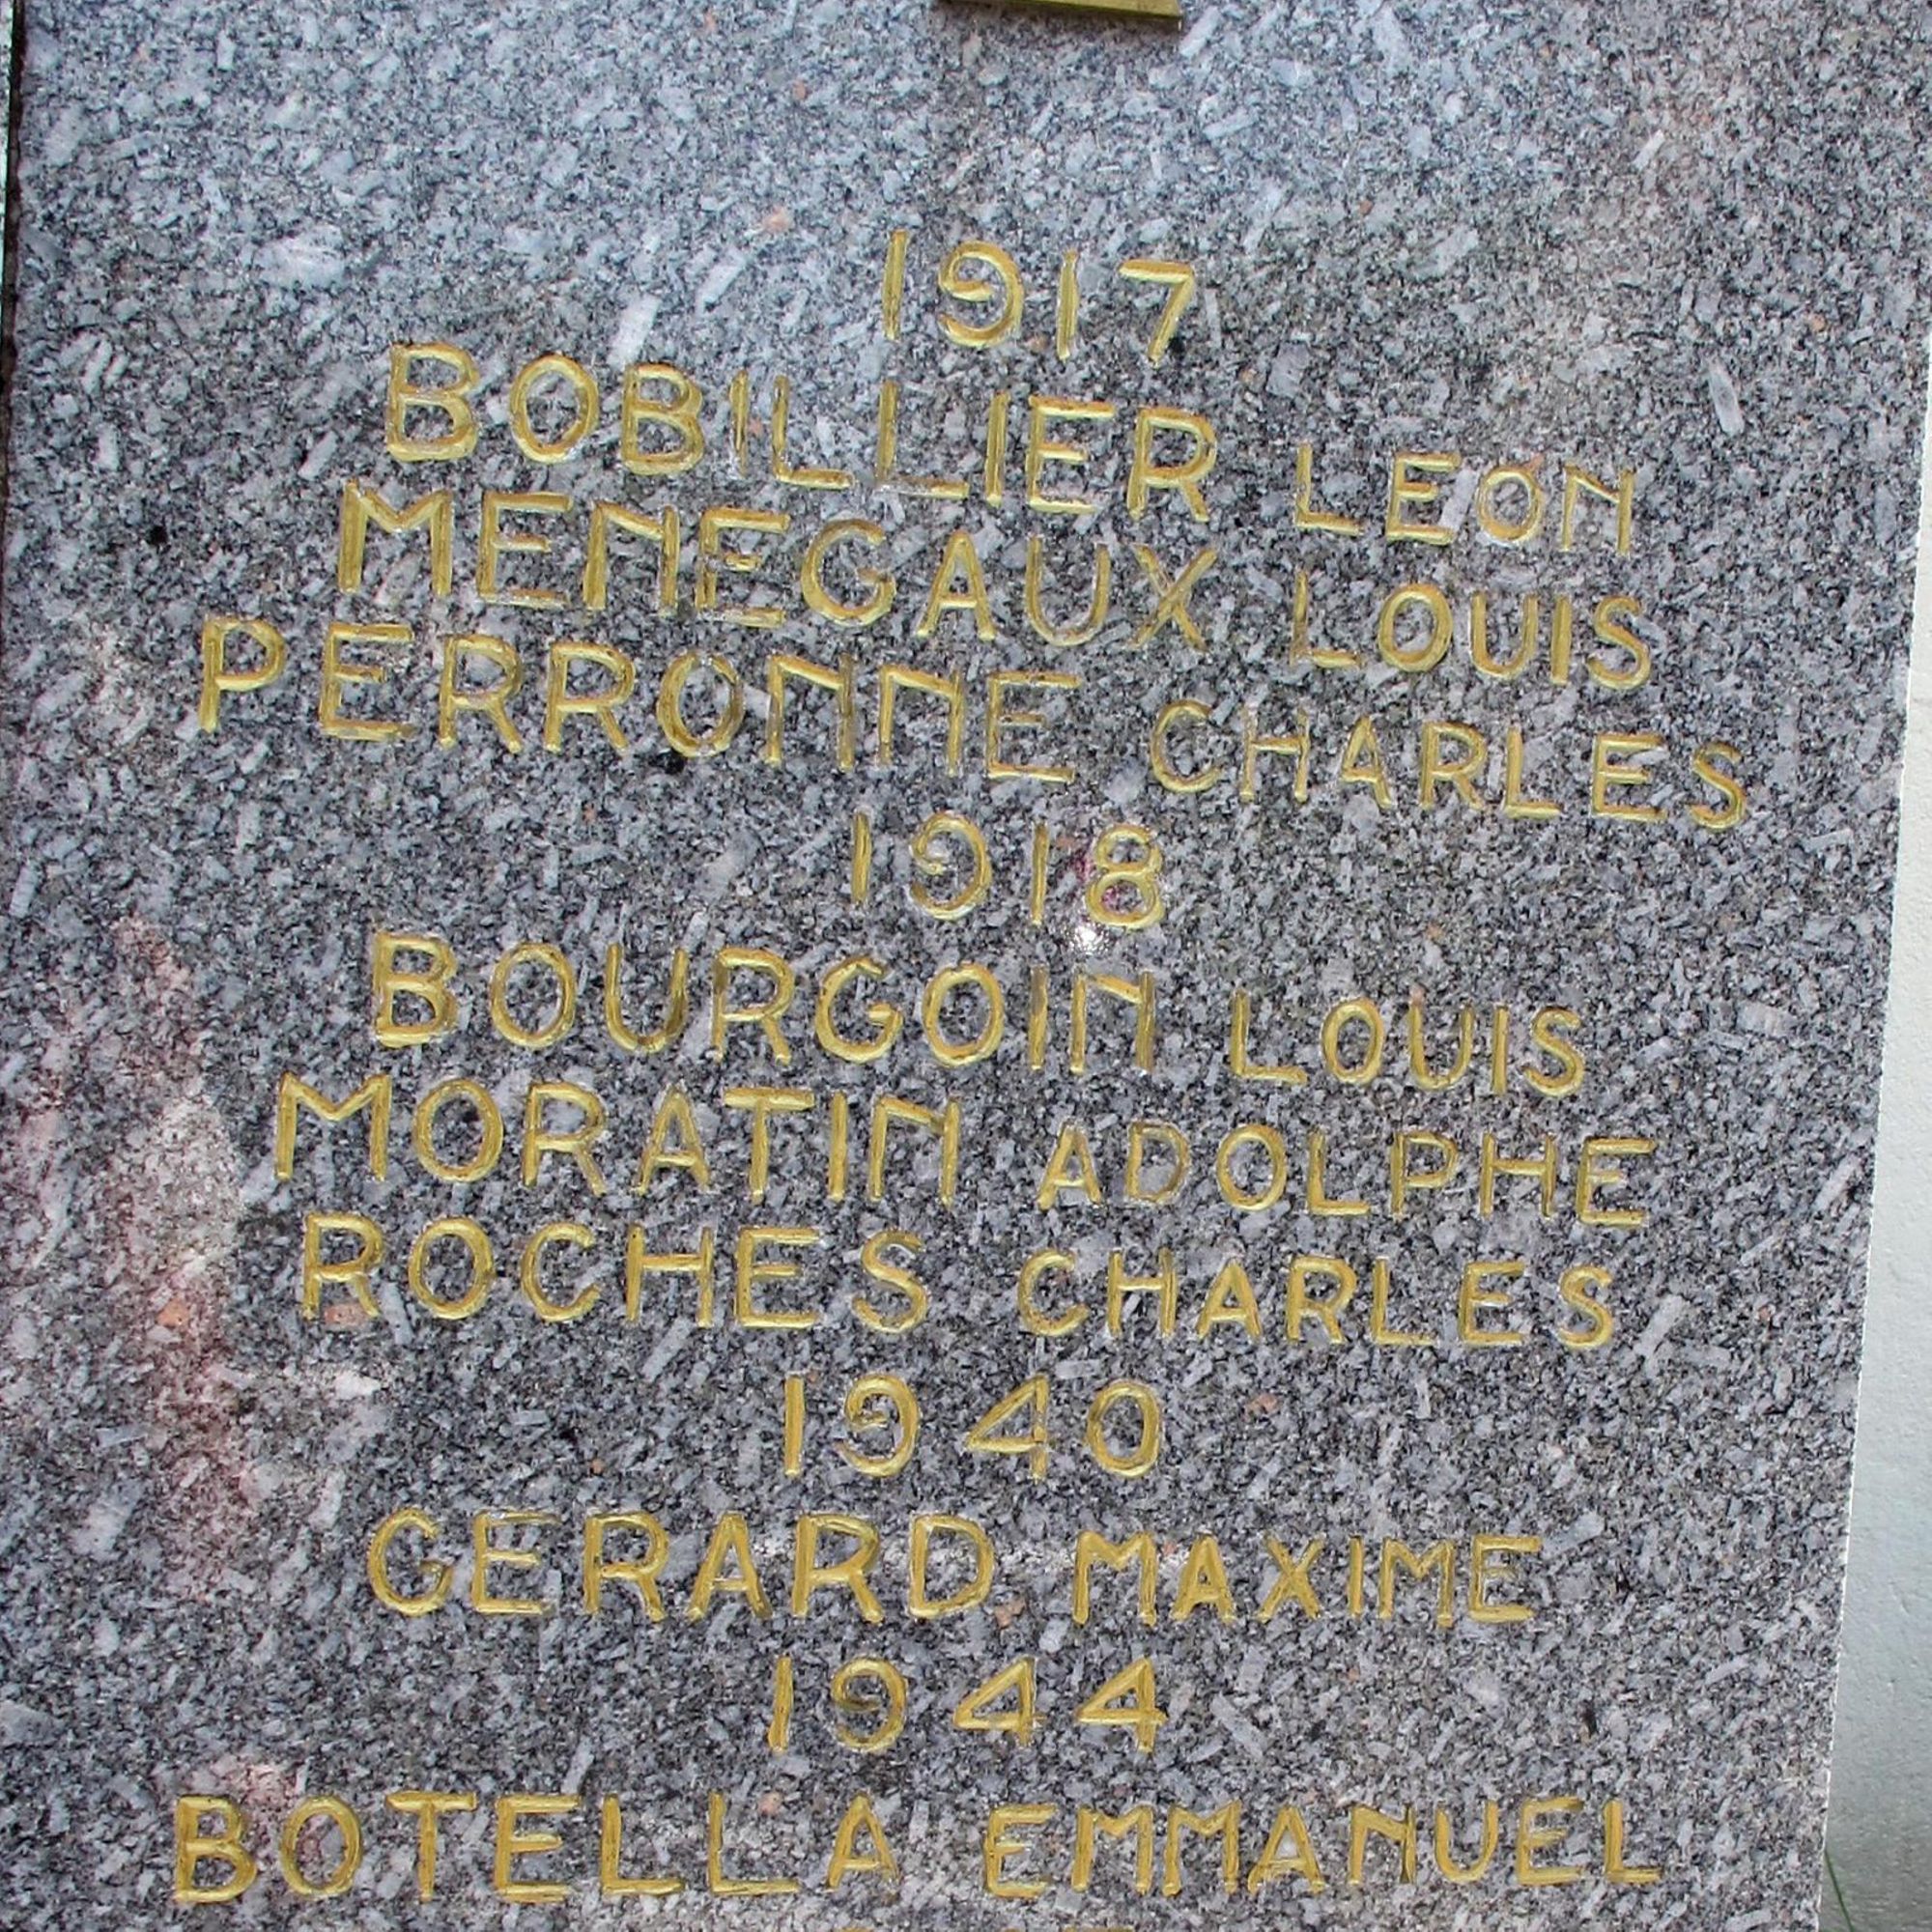 1917
BOBILLIER LEON
MENEGAUX LOUIS
PERRONNE CHARLES
1918
BOURGOIN LOUIS
MORATIN ADOLPHE
ROCHES CHARLES
1940
GERARD MAXIME
1944
BOTELLA EMMANUEL